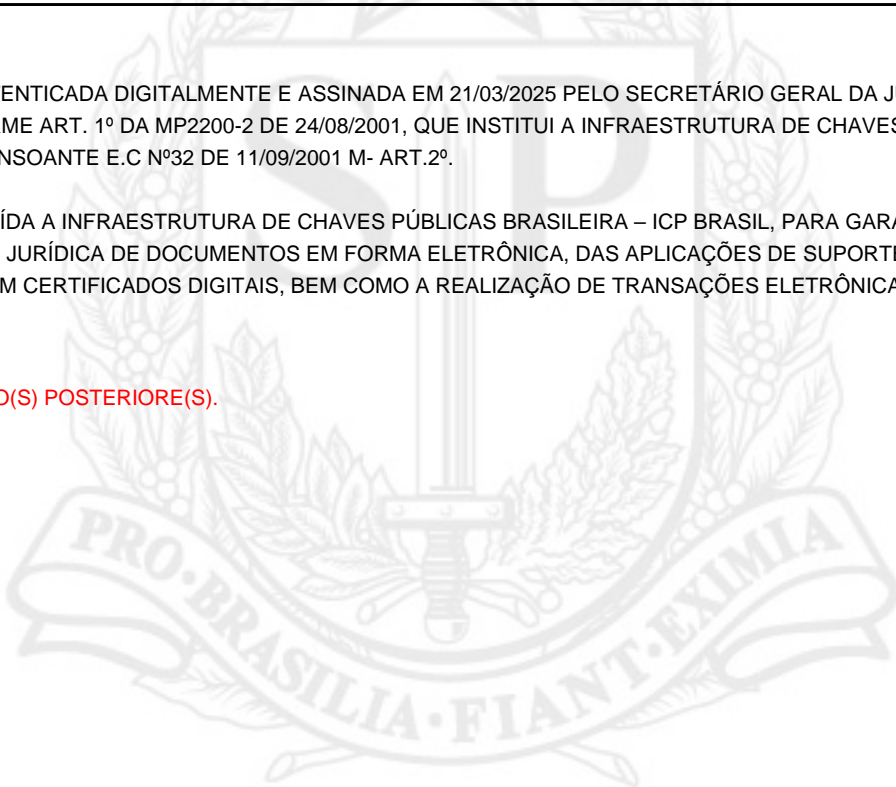 ENTICADA DIGITALMENTE E ASSINADA EM 21/03/2025 PELO SECRETÁRIO GERAL DA J
ME ART. 1º DA MP2200-2 DE 24/08/2001, QUE INSTITUI A INFRAESTRUTURA DE CHAVES
NSOANTE E.C Nº32 DE 11/09/2001 M- ART.2º.
ÍDA A INFRAESTRUTURA DE CHAVES PÚBLICAS BRASILEIRA – ICP BRASIL, PARA GARA
JURÍDICA DE DOCUMENTOS EM FORMA ELETRÔNICA, DAS APLICAÇÕES DE SUPORTE
M CERTIFICADOS DIGITAIS, BEM COMO A REALIZAÇÃO DE TRANSAÇÕES ELETRÔNICA
O(S) POSTERIORE(S).
SP
PRO·BRASILIA·FIANT·EXIMIA